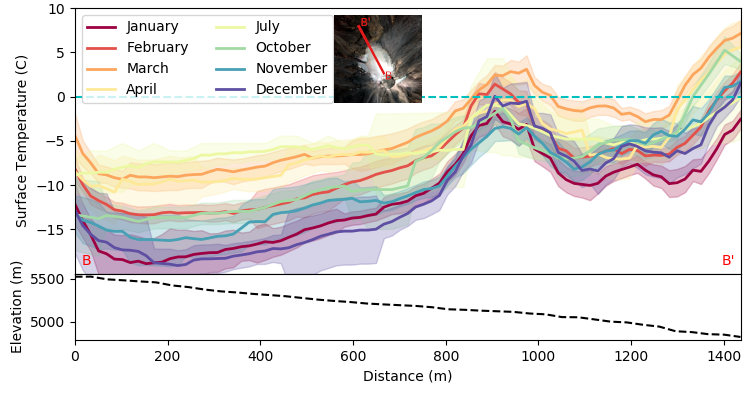 10
5
0
−5
−10
−15
Surface Temperature (C)
January
February
March
April
July
October
November
December
B'
B
B
B'
5500
5000
Elevation (m)
0
200
400
600
800
1000
1200
1400
Distance (m)